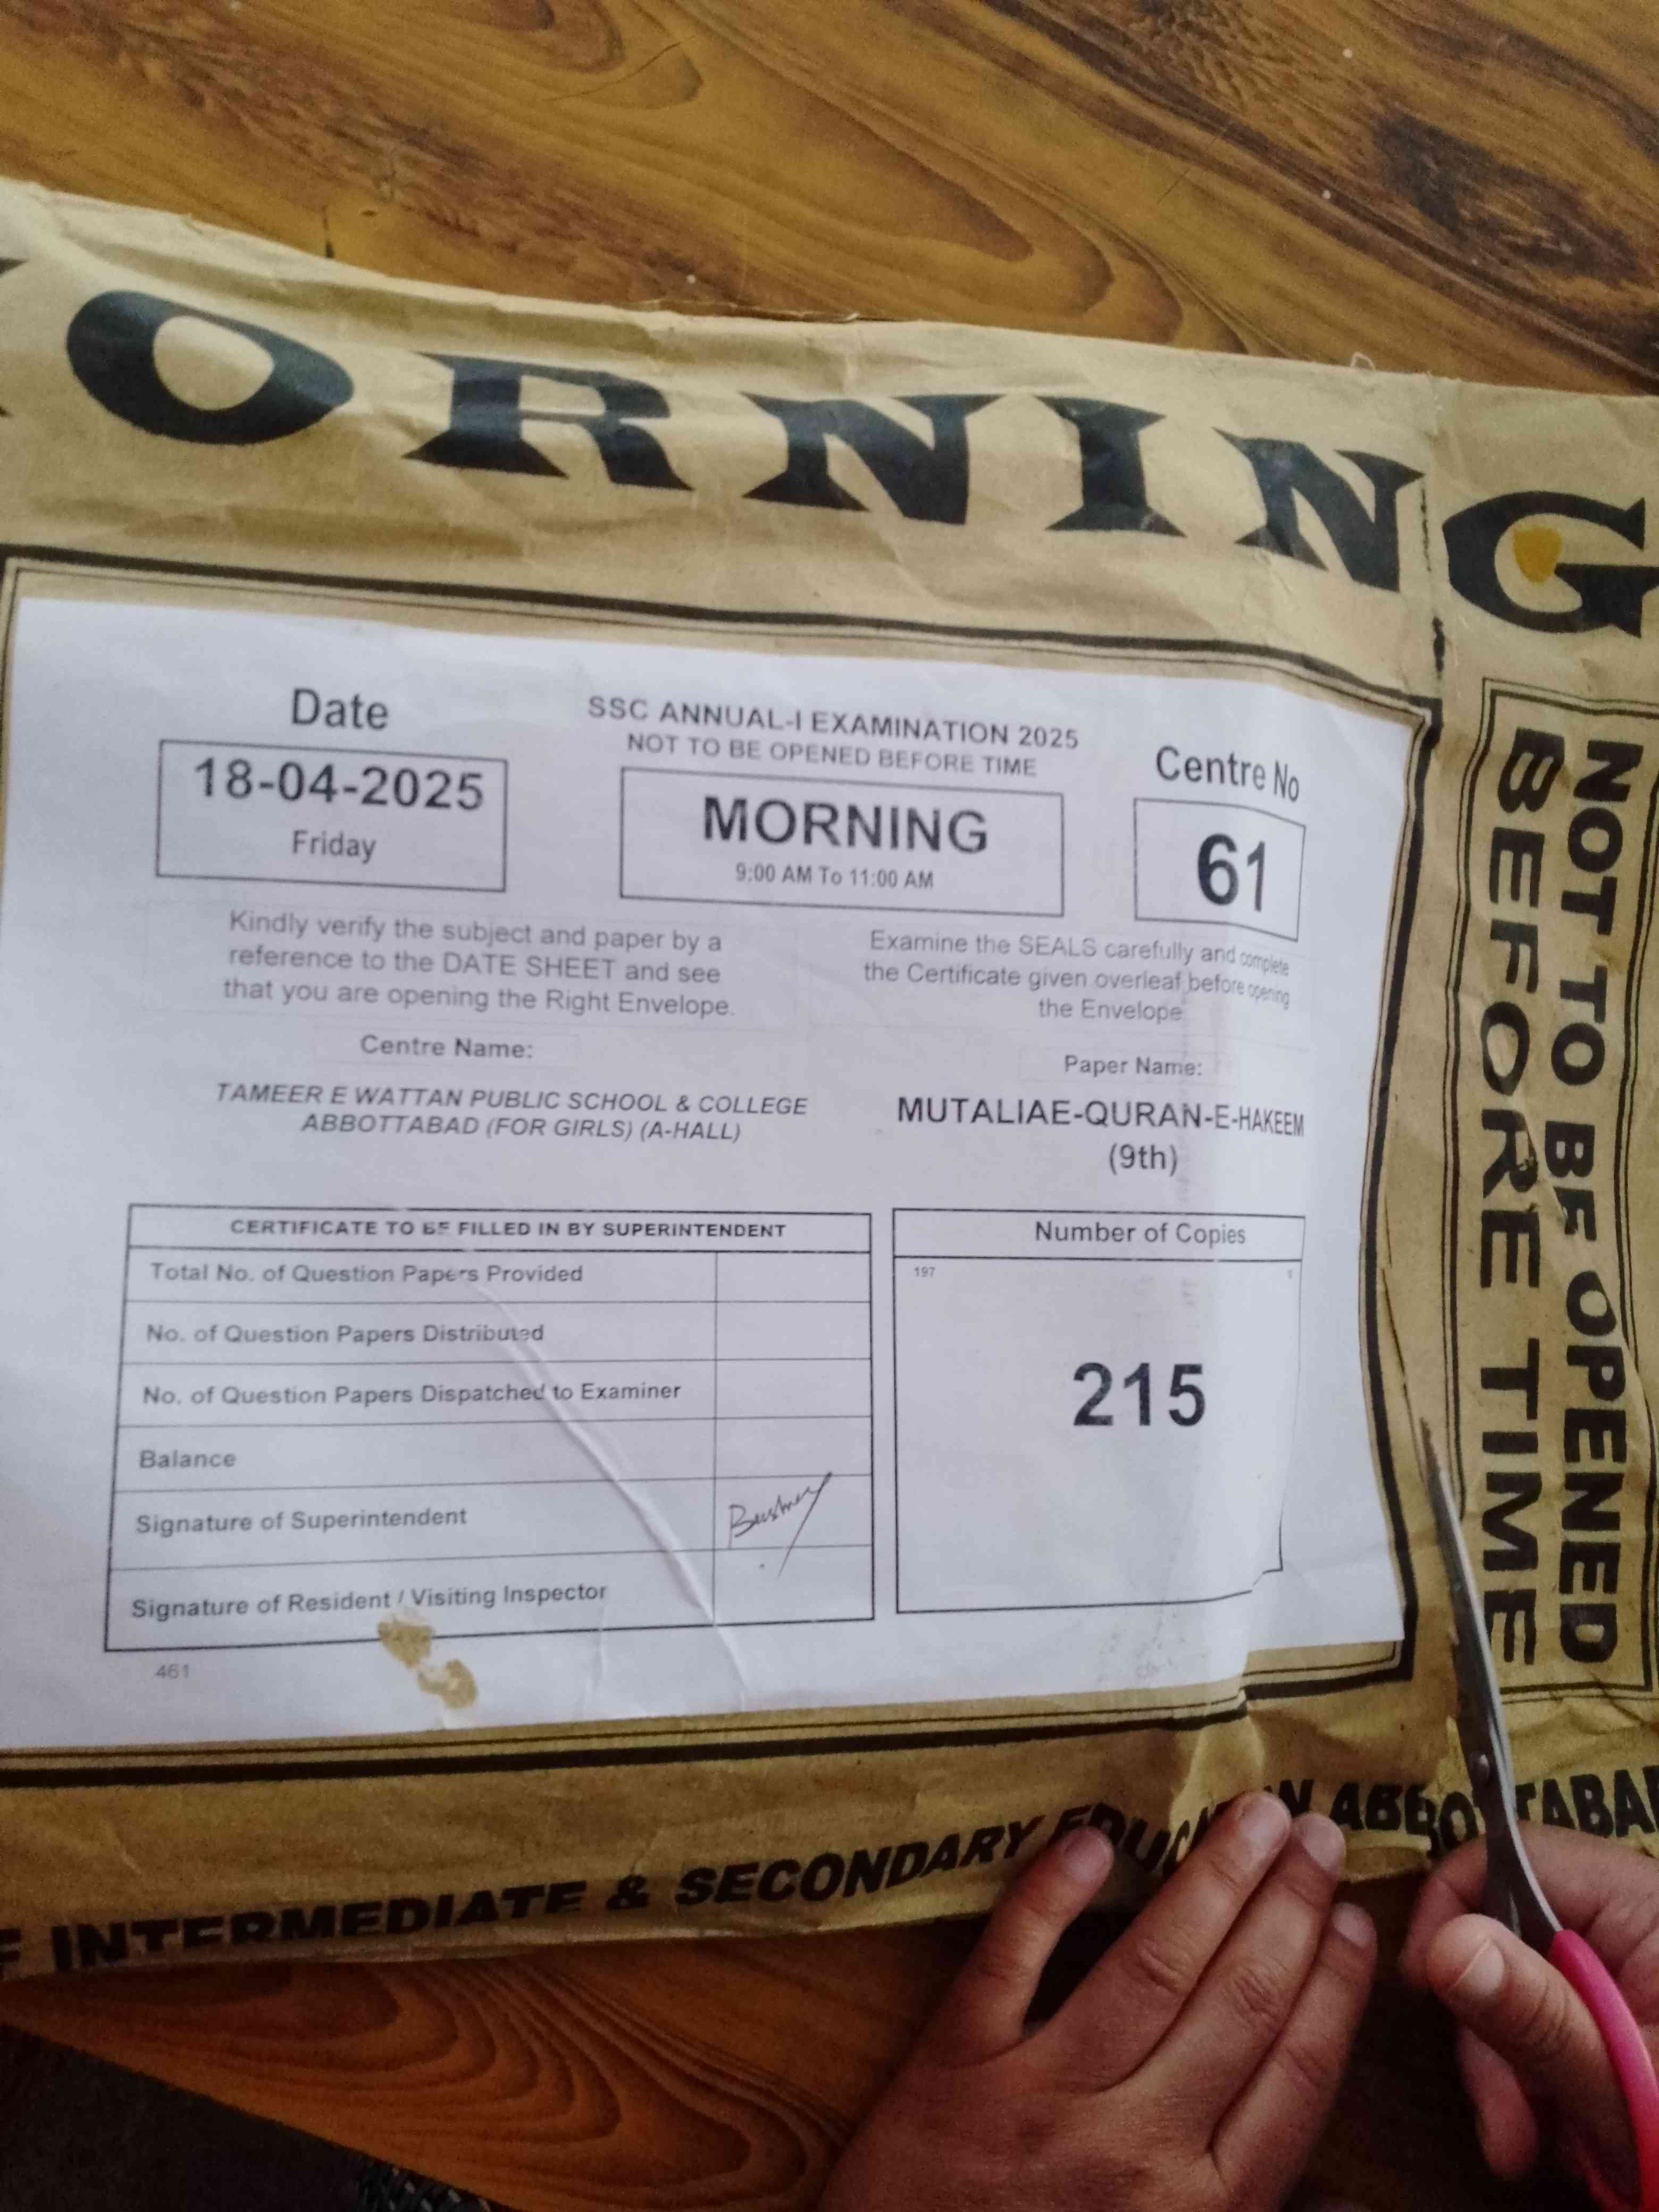 ORNING
Date
18-04-2025
Friday
SSC ANNUAL-I EXAMINATION 2025
NOT TO BE OPENED BEFORE TIME
MORNING
9:00 AM To 11:00 AM
Centre No
61
Kindly verify the subject and paper by a
reference to the DATE SHEET and see
that you are opening the Right Envelope.
Examine the SEALS carefully and complete
the Certificate given overleaf before opening
the Envelope
Centre Name:
TAMEER E WATTAN PUBLIC SCHOOL & COLLEGE
ABBOTTABAD (FOR GIRLS) (A-HALL)
Paper Name:
MUTALIAE-QURAN-E-HAKEEM
(9th)
CERTIFICATE TO BE FILLED IN BY SUPERINTENDENT
Total No. of Question Papers Provided
No. of Question Papers Distributed
No. of Question Papers Dispatched to Examiner
Balance
Signature of Superintendent
Signature of Resident / Visiting Inspector
461
Number of Copies
197
215
NOT TO BE OPENED
BEFORE TIME
INTERMEDIATE & SECONDARY EDUCATION ABBOTTABA